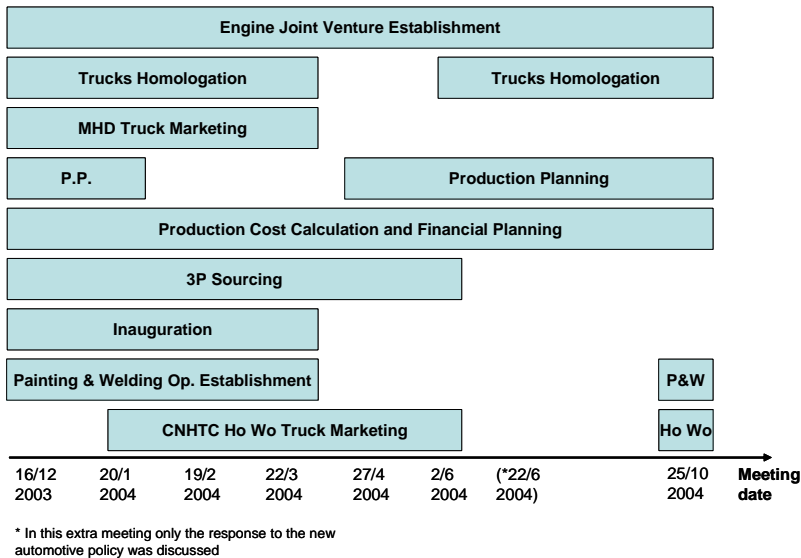 Engine Joint Venture Establishment
Trucks Homologation
Trucks Homologation
MHD Truck Marketing
P.P.
Production Planning
Production Cost Calculation and Financial Planning
3P Sourcing
Inauguration
Painting & Welding Op. Establishment
P&W
CNHTC Ho Wo Truck Marketing
Ho Wo
16/12 20/1 19/2 22/3 27/4 2/6 (*22/6 25/10 Meeting
2003 2004 2004 2004 2004 2004 2004) 2004 date
* In this extra meeting only the response to the new
automotive policy was discussed